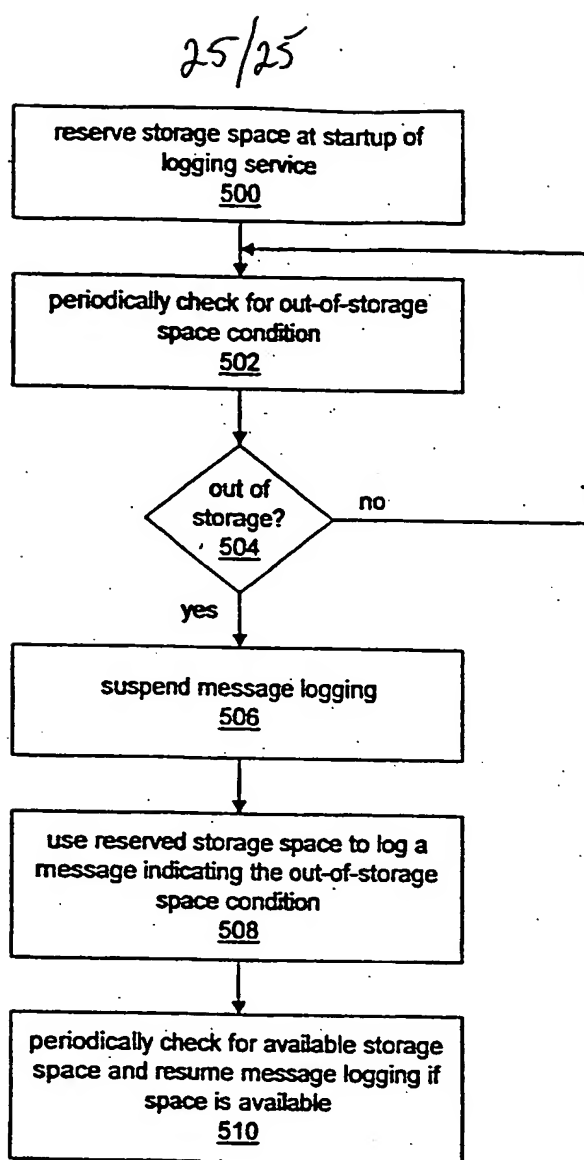 25/25
reserve storage space at startup of
logging service
500
periodically check for out-of-storage
space condition
502
out of
storage?
504
no
yes
suspend message logging
506
use reserved storage space to log a
message indicating the out-of-storage
space condition
508
periodically check for available storage
space and resume message logging if
space is available
510